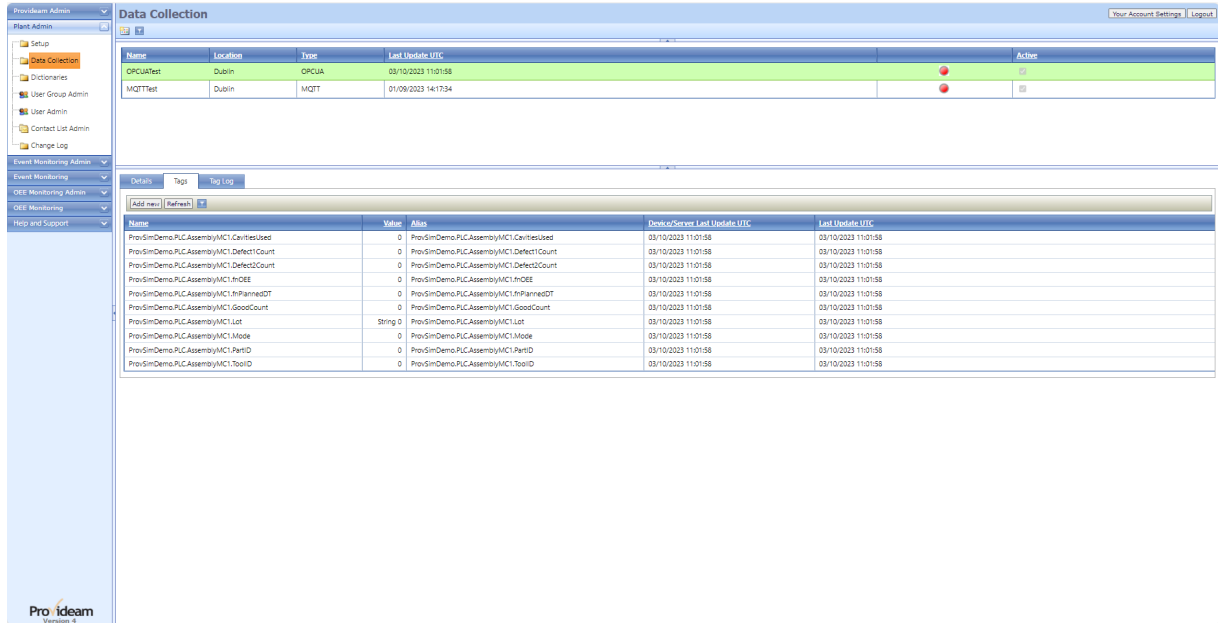 Provideam Admin
Plant Admin
Setup
Data Collection
Dictionaries
User Group Admin
User Admin
Contact List Admin
Change Log
Event Monitoring Admin
Event Monitoring
OEE Monitoring Admin
OEE Monitoring
Help and Support
Provideam
Version 4
Data Collection
Your Account Settings Logout
Name Location Type Last Update UTC Active
OPCUATest Dublin OPCUA 03/10/2023 11:01:58
MQTTTest Dublin MQTT 01/09/2023 14:17:34
Details Tags Tag Log
Add new Refresh
Name Value Alias Device/Server Last Update UTC Last Update UTC
ProvSimDemo.PLC.AssemblyMC1.CavitiesUsed 0 ProvSimDemo.PLC.AssemblyMC1.CavitiesUsed 03/10/2023 11:01:58 03/10/2023 11:01:58
ProvSimDemo.PLC.AssemblyMC1.Defect1Count 0 ProvSimDemo.PLC.AssemblyMC1.Defect1Count 03/10/2023 11:01:58 03/10/2023 11:01:58
ProvSimDemo.PLC.AssemblyMC1.Defect2Count 0 ProvSimDemo.PLC.AssemblyMC1.Defect2Count 03/10/2023 11:01:58 03/10/2023 11:01:58
ProvSimDemo.PLC.AssemblyMC1.fnOEE 0 ProvSimDemo.PLC.AssemblyMC1.fnOEE 03/10/2023 11:01:58 03/10/2023 11:01:58
ProvSimDemo.PLC.AssemblyMC1.fnPlannedDT 0 ProvSimDemo.PLC.AssemblyMC1.fnPlannedDT 03/10/2023 11:01:58 03/10/2023 11:01:58
ProvSimDemo.PLC.AssemblyMC1.GoodCount 0 ProvSimDemo.PLC.AssemblyMC1.GoodCount 03/10/2023 11:01:58 03/10/2023 11:01:58
ProvSimDemo.PLC.AssemblyMC1.Lot String 0 ProvSimDemo.PLC.AssemblyMC1.Lot 03/10/2023 11:01:58 03/10/2023 11:01:58
ProvSimDemo.PLC.AssemblyMC1.Mode 0 ProvSimDemo.PLC.AssemblyMC1.Mode 03/10/2023 11:01:58 03/10/2023 11:01:58
ProvSimDemo.PLC.AssemblyMC1.PartID 0 ProvSimDemo.PLC.AssemblyMC1.PartID 03/10/2023 11:01:58 03/10/2023 11:01:58
ProvSimDemo.PLC.AssemblyMC1.ToolID 0 ProvSimDemo.PLC.AssemblyMC1.ToolID 03/10/2023 11:01:58 03/10/2023 11:01:58